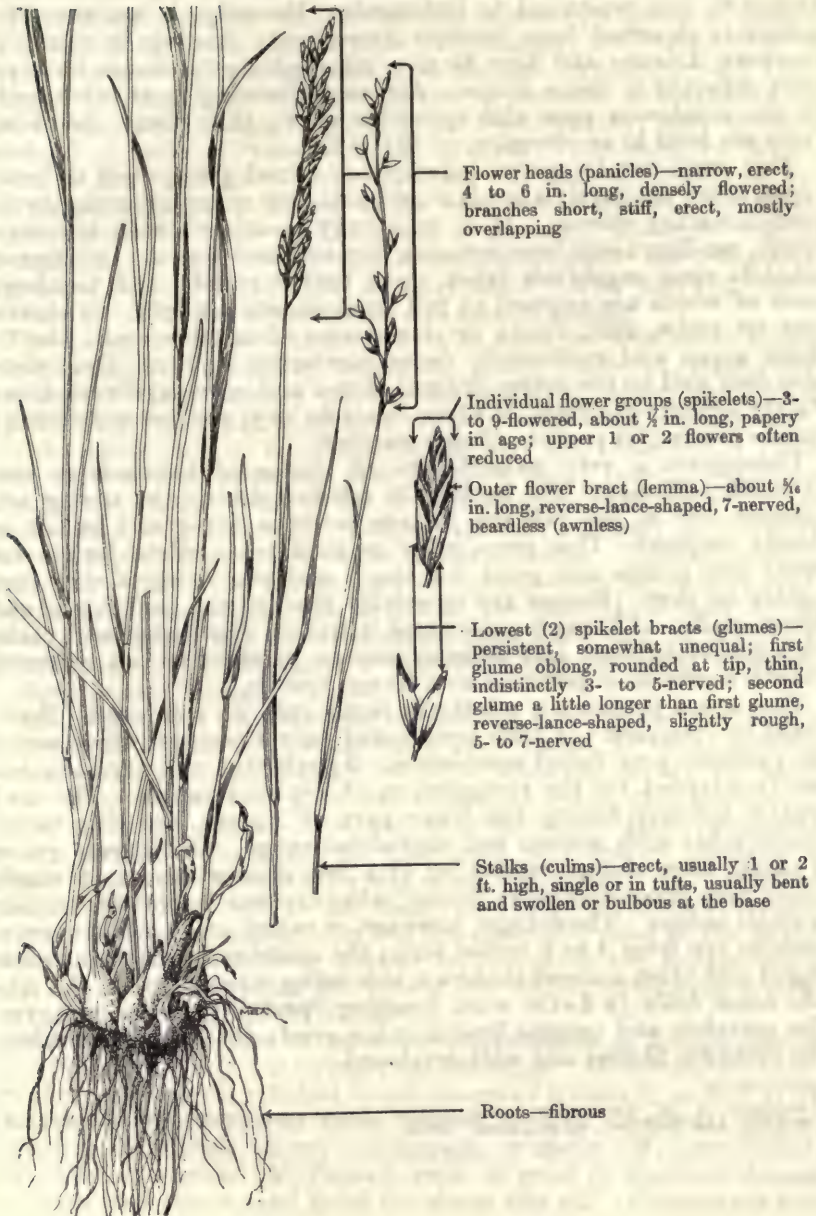 Flower heads (panicles)—narrow, erect,
4 to 6 in. long, densely flowered;
branches short, stiff, erect, mostly
overlapping
Individual flower groups (spikelets)—3-
to 9-flowered, about ½ in. long, papery
in age; upper 1 or 2 flowers often
reduced
Outer flower bract (lemma)—about 5/16
in. long, reverse-lance-shaped, 7-nerved,
beardless (awnless)
Lowest (2) spikelet bracts (glumes)—
persistent, somewhat unequal; first
glume oblong, rounded at tip, thin,
indistinctly 3- to 5-nerved; second
glume a little longer than first glume,
reverse-lance-shaped, slightly rough,
5- to 7-nerved
Stalks (culms)—erect, usually 1 or 2
ft. high, single or in tufts, usually bent
and swollen or bulbous at the base
Roots—fibrous